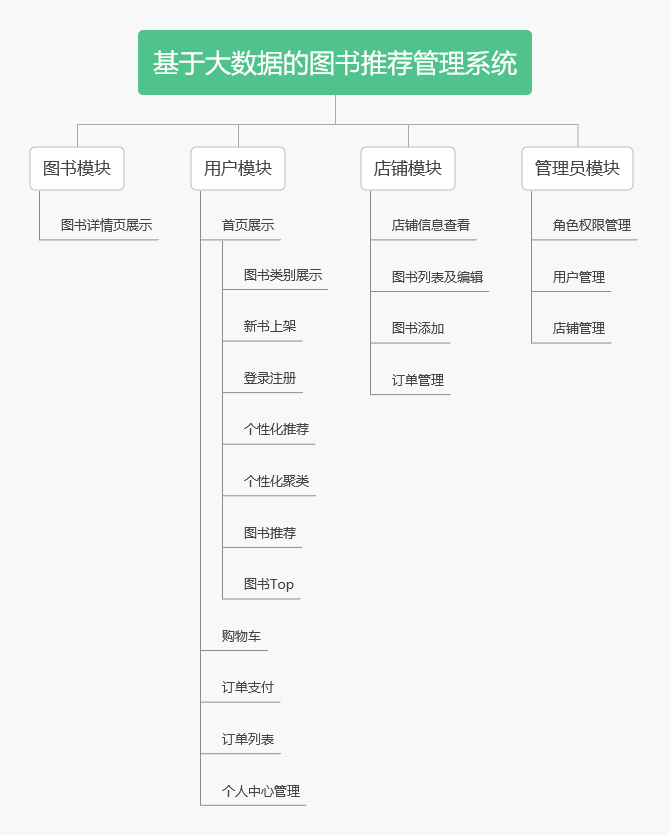 基于大数据的图书推荐管理系统
图书模块
图书详情页展示
用户模块
首页展示
图书类别展示
新书上架
登录注册
个性化推荐
个性化聚类
图书推荐
图书Top
购物车
订单支付
订单列表
个人中心管理
店铺模块
店铺信息查看
图书列表及编辑
图书添加
订单管理
管理员模块
角色权限管理
用户管理
店铺管理